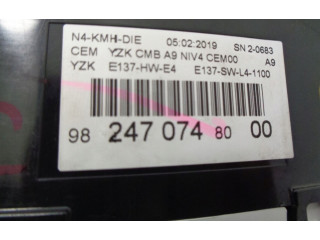 N4-KMH-DIE 05:02:2019 SN 2-0683
CEM YZK CMB A9 NIV4 CEM00 A9
YZK E137-HW-E4 E137-SW-L4-1100
98 247 074 80 00